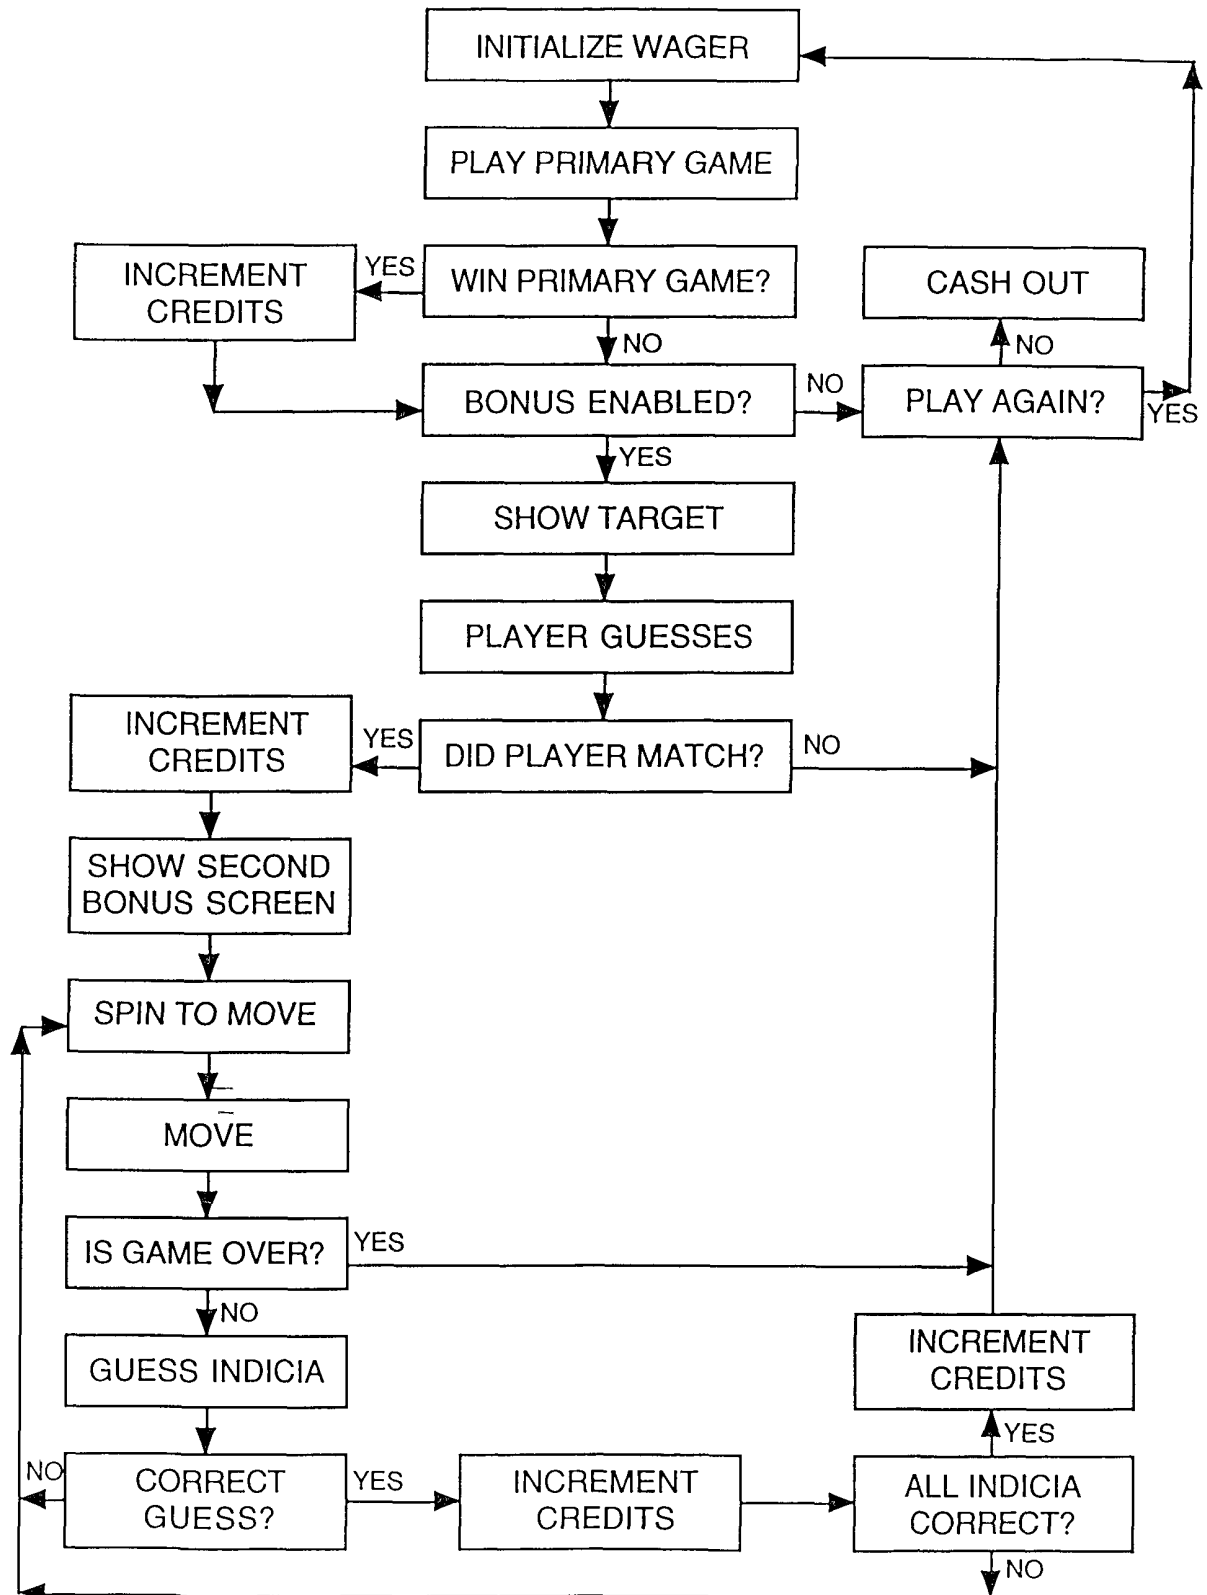 INITIALIZE WAGER
PLAY PRIMARY GAME
INCREMENT
CREDITS
YES
WIN PRIMARY GAME?
CASH OUT
NO
NO
BONUS ENABLED?
NO
PLAY AGAIN?
YES
YES
SHOW TARGET
PLAYER GUESSES
INCREMENT
CREDITS
YES
DID PLAYER MATCH?
NO
SHOW SECOND
BONUS SCREEN
SPIN TO MOVE
MOVE
IS GAME OVER?
YES
NO
GUESS INDICIA
INCREMENT
CREDITS
YES
NO
CORRECT
GUESS?
YES
INCREMENT
CREDITS
ALL INDICIA
CORRECT?
NO